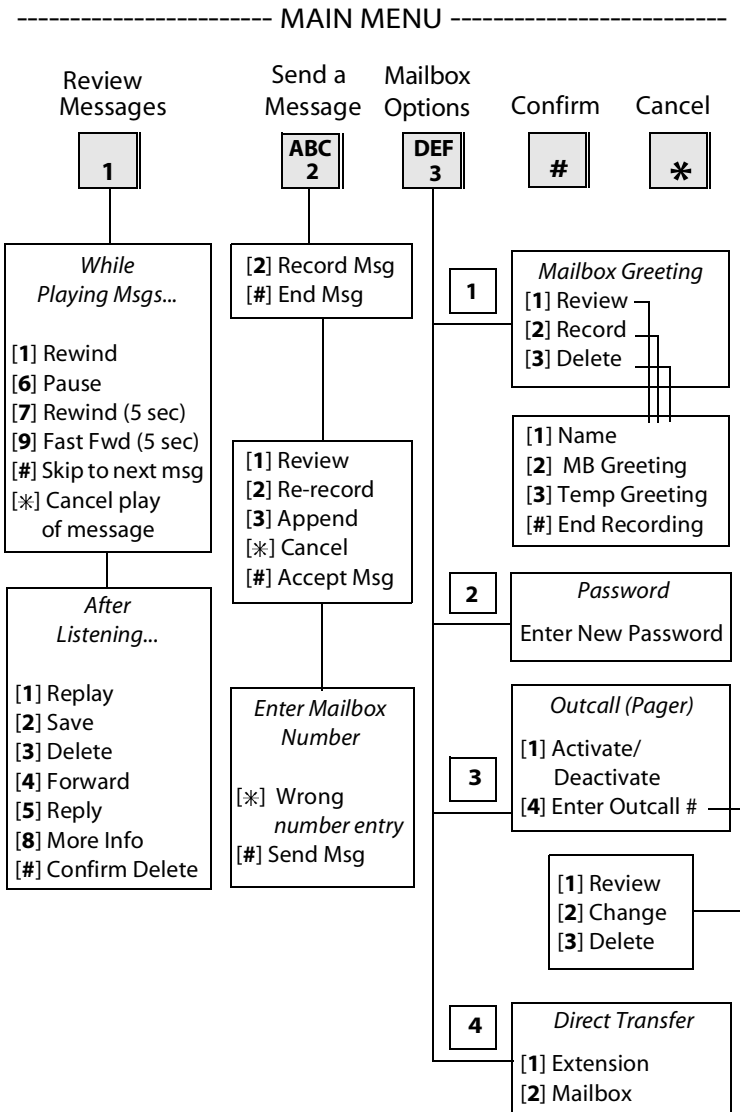 ------------------------ MAIN MENU --------------------------
Review
Messages
1
Send a
Message
ABC
2
Mailbox
Options
DEF
3
Confirm
#
Cancel
*
While
Playing Msgs...
[1] Rewind
[6] Pause
[7] Rewind (5 sec)
[9] Fast Fwd (5 sec)
[#] Skip to next msg
[*] Cancel play
of message
After
Listening...
[1] Replay
[2] Save
[3] Delete
[4] Forward
[5] Reply
[8] More Info
[#] Confirm Delete
[2] Record Msg
[#] End Msg
[1] Review
[2] Re-record
[3] Append
[*] Cancel
[#] Accept Msg
Enter Mailbox
Number
[*] Wrong
number entry
[#] Send Msg
1
Mailbox Greeting
[1] Review
[2] Record
[3] Delete
[1] Name
[2] MB Greeting
[3] Temp Greeting
[#] End Recording
2
Password
Enter New Password
3
Outcall (Pager)
[1] Activate/
Deactivate
[4] Enter Outcall #
[1] Review
[2] Change
[3] Delete
4
Direct Transfer
[1] Extension
[2] Mailbox